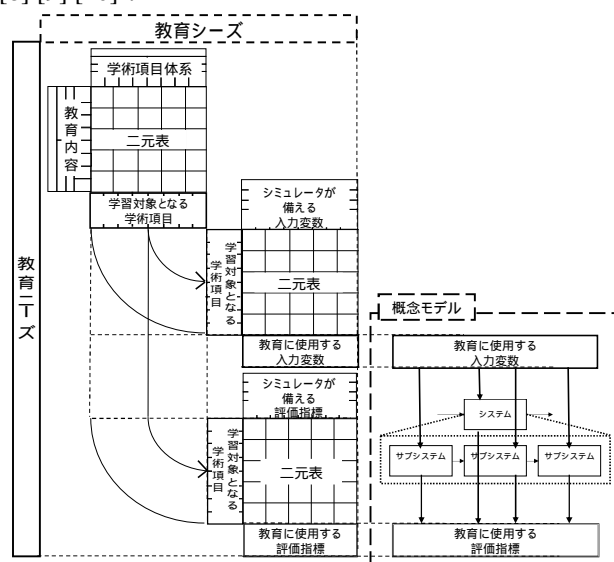 教育シーズ
学術項目体系
教育内容
二元表
学習対象となる
学術項目
シミュレータが
備える
入力変数
学習対象となる
学術項目
二元表
教育に使用する
入力変数
シミュレータが
備える
評価指標
学習対象となる
学術項目
二元表
教育に使用する
評価指標
教育ニーズ
概念モデル
教育に使用する
入力変数
システム
サブシステム
サブシステム
サブシステム
教育に使用する
評価指標